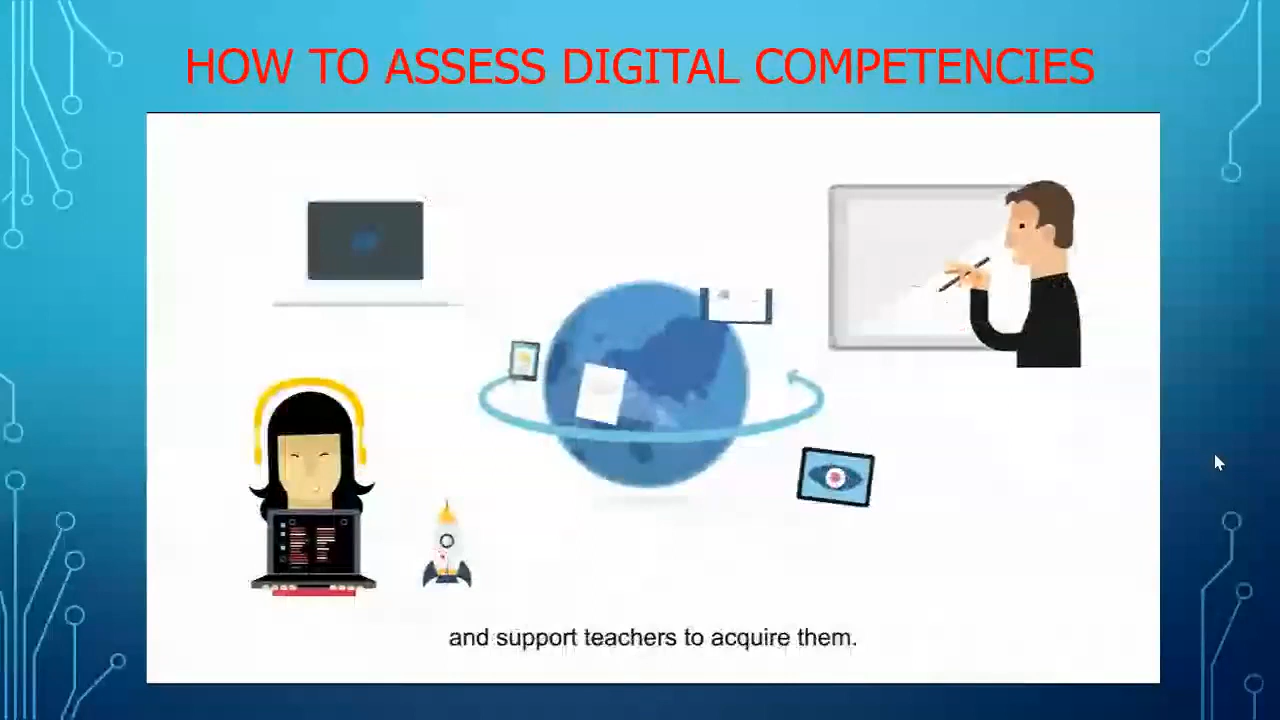 HOW TO ASSESS DIGITAL COMPETENCIES
and support teachers to acquire them.